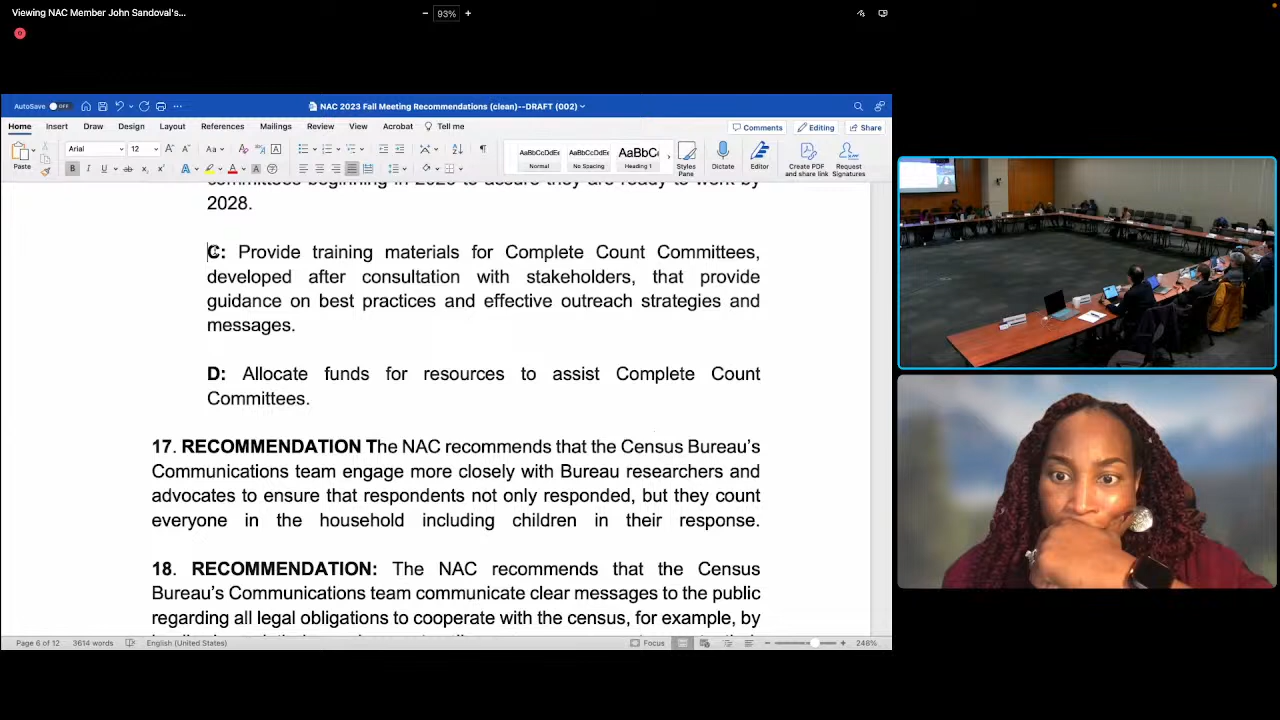 Viewing NAC Member John Sandoval's...
93%
AutoSave OFF
NAC 2023 Fall Meeting Recommendations (clean)--DRAFT (002)
Home Insert Draw Design Layout References Mailings Review View Acrobat Tell me
Comments Editing Share
Paste
Arial 12
AaBbCcDdEe AaBbCcDdEe AaBbC
Normal No Spacing Heading 1
Styles Pane
Dictate
Editor
Create PDF and share link
Request Signatures
2028.
C: Provide training materials for Complete Count Committees,
developed after consultation with stakeholders, that provide
guidance on best practices and effective outreach strategies and
messages.
D: Allocate funds for resources to assist Complete Count
Committees.
17. RECOMMENDATION The NAC recommends that the Census Bureau's
Communications team engage more closely with Bureau researchers and
advocates to ensure that respondents not only responded, but they count
everyone in the household including children in their response.
18. RECOMMENDATION: The NAC recommends that the Census
Bureau's Communications team communicate clear messages to the public
regarding all legal obligations to cooperate with the census, for example, by
Page 6 of 12 3614 words English (United States) Focus 248%